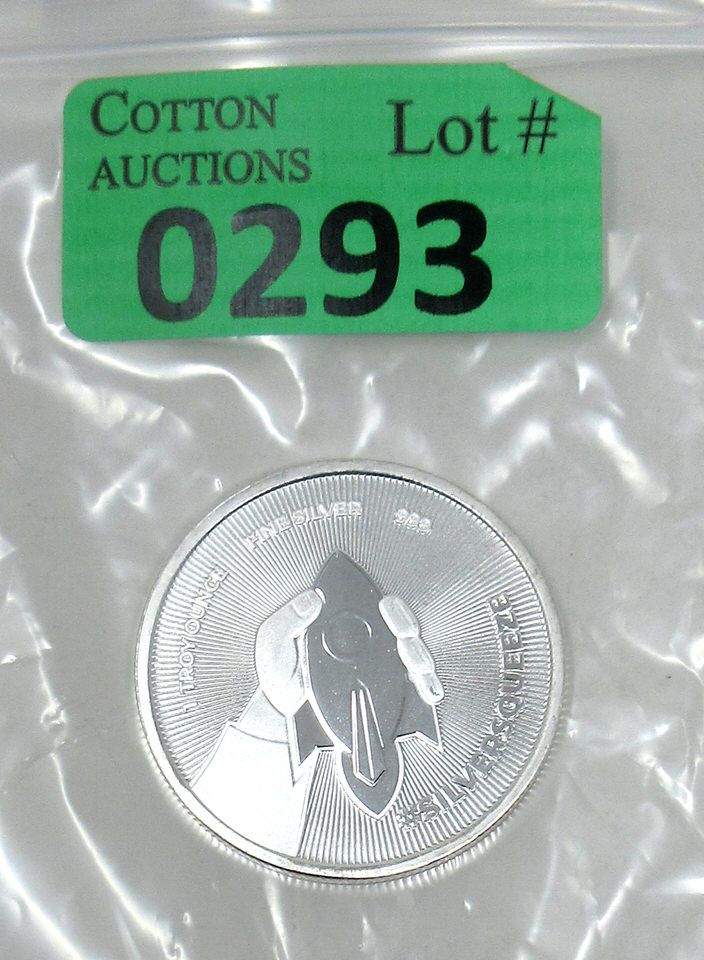 COTTON
AUCTIONS
Lot #
0293
1 TROY OUNCE FINE SILVER 999
#SILVERSQUEEZE